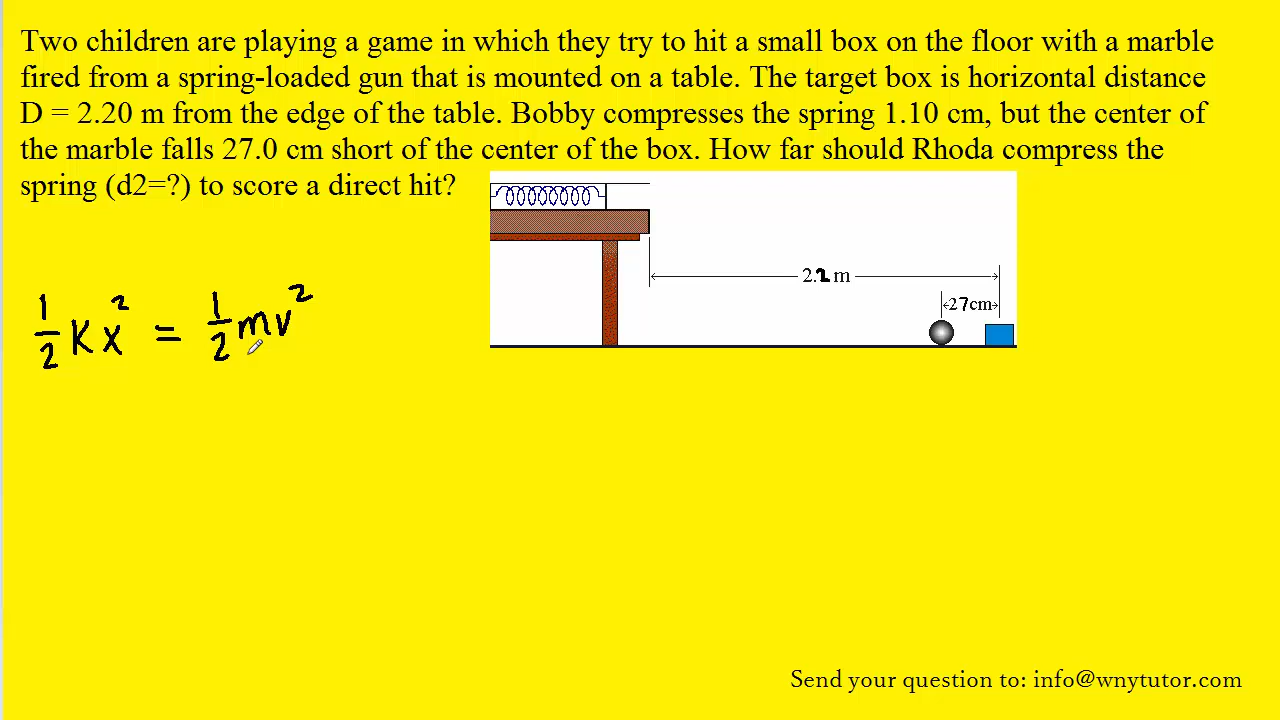 Two children are playing a game in which they try to hit a small box on the floor with a marble
fired from a spring-loaded gun that is mounted on a table. The target box is horizontal distance
D = 2.20 m from the edge of the table. Bobby compresses the spring 1.10 cm, but the center of
the marble falls 27.0 cm short of the center of the box. How far should Rhoda compress the
spring (d2=?) to score a direct hit?
2.2 m
27cm
1/2 Kx² = 1/2 mv²
Send your question to: info@wnytutor.com